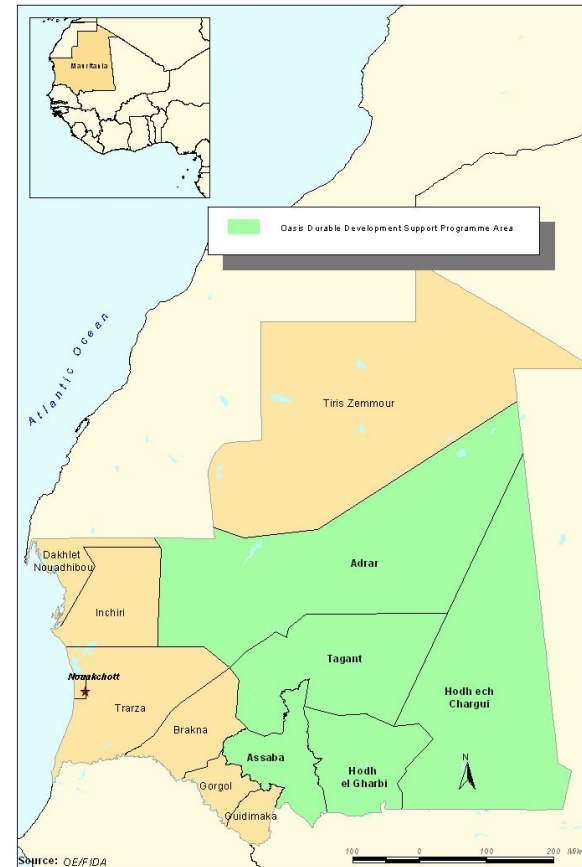 Mauritania
Oasis Durable Development Support Programme Area
Atlantic Ocean
Tiris Zemmour
Dakhlet
Nouadhibou
Adrar
Inchiri
Tagant
Nouakchott
Hodh ech
Chargui
Trarza
Brakna
Assaba
Hodh
el Gharbi
N
Gorgol
Guidimaka
100 0 100 200 Miles
Source: OE/FIDA